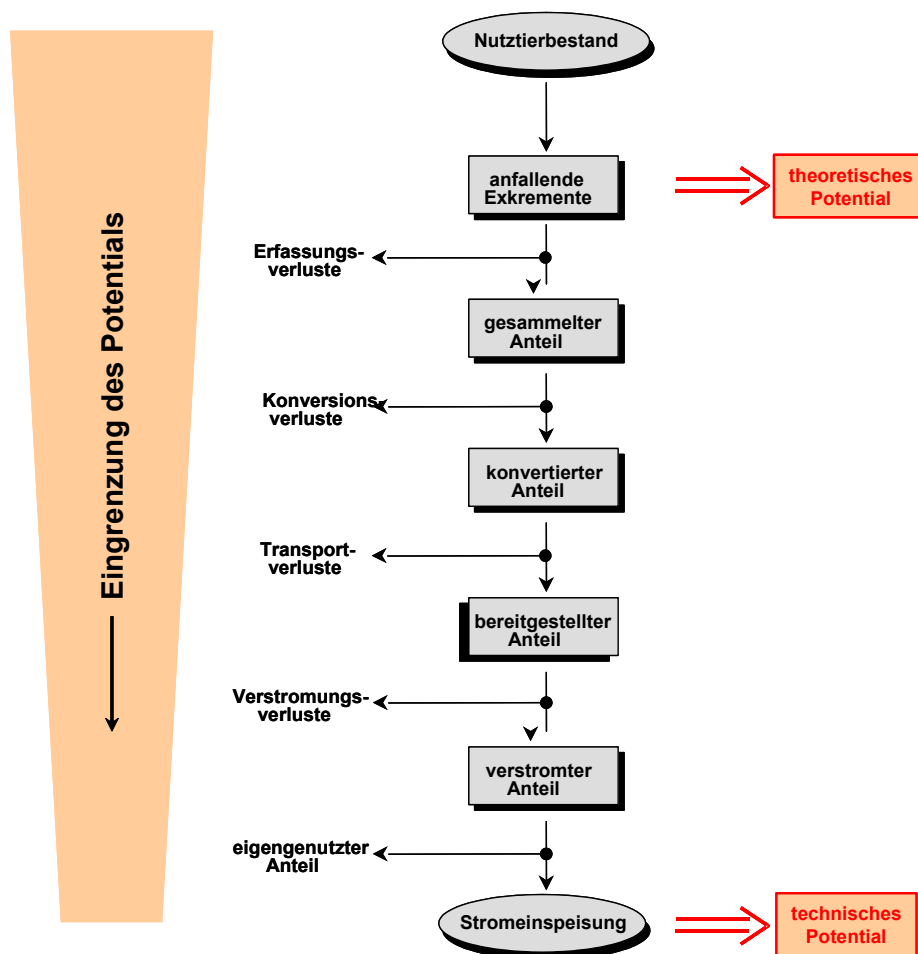 Nutztierbestand
anfallende
Exkremente
theoretisches
Potential
Erfassungs-
verluste
gesammelter
Anteil
Konversions-
verluste
konvertierter
Anteil
Transport-
verluste
bereitgestellter
Anteil
Verstromungs-
verluste
verstromter
Anteil
eigengenutzter
Anteil
Stromeinspeisung
technisches
Potential
Eingrenzung des Potentials